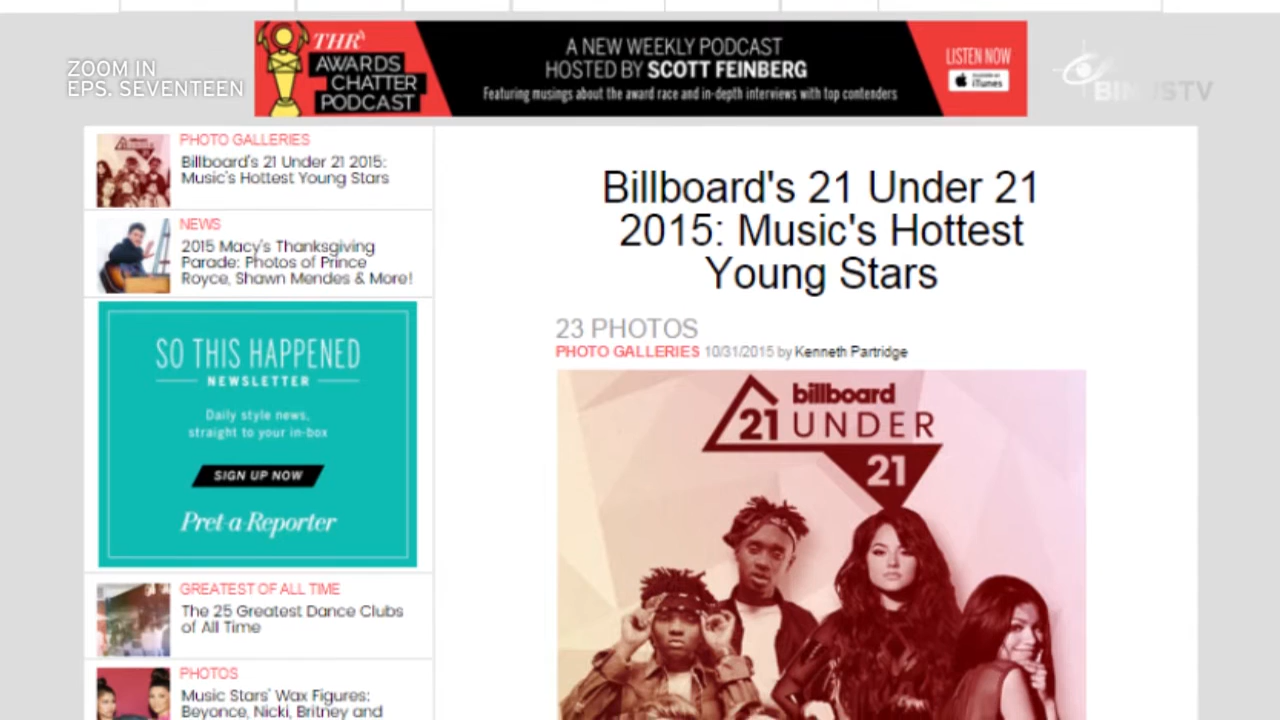 ZOOM IN
EPS. SEVENTEEN
THR
AWARDS
CHATTER
PODCAST
A NEW WEEKLY PODCAST
HOSTED BY SCOTT FEINBERG
Featuring musings about the award race and in-depth interviews with top contenders
LISTEN NOW
iTunes
BINUSTV
PHOTO GALLERIES
Billboard's 21 Under 21 2015:
Music's Hottest Young Stars
NEWS
2015 Macy's Thanksgiving
Parade: Photos of Prince
Royce, Shawn Mendes & More!
SO THIS HAPPENED
NEWSLETTER
Daily style news,
straight to your in-box
SIGN UP NOW
Pret-a-Reporter
GREATEST OF ALL TIME
The 25 Greatest Dance Clubs
of All Time
PHOTOS
Music Stars' Wax Figures:
Beyonce, Nicki, Britney and
Billboard's 21 Under 21
2015: Music's Hottest
Young Stars
23 PHOTOS
PHOTO GALLERIES 10/31/2015 by Kenneth Partridge
billboard
21 UNDER
21